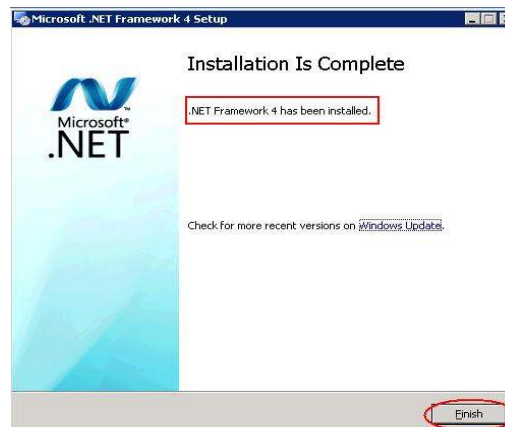 Microsoft .NET Framework 4 Setup
Installation Is Complete
.NET Framework 4 has been installed.
Microsoft®
.NET
Check for more recent versions on Windows Update.
Finish